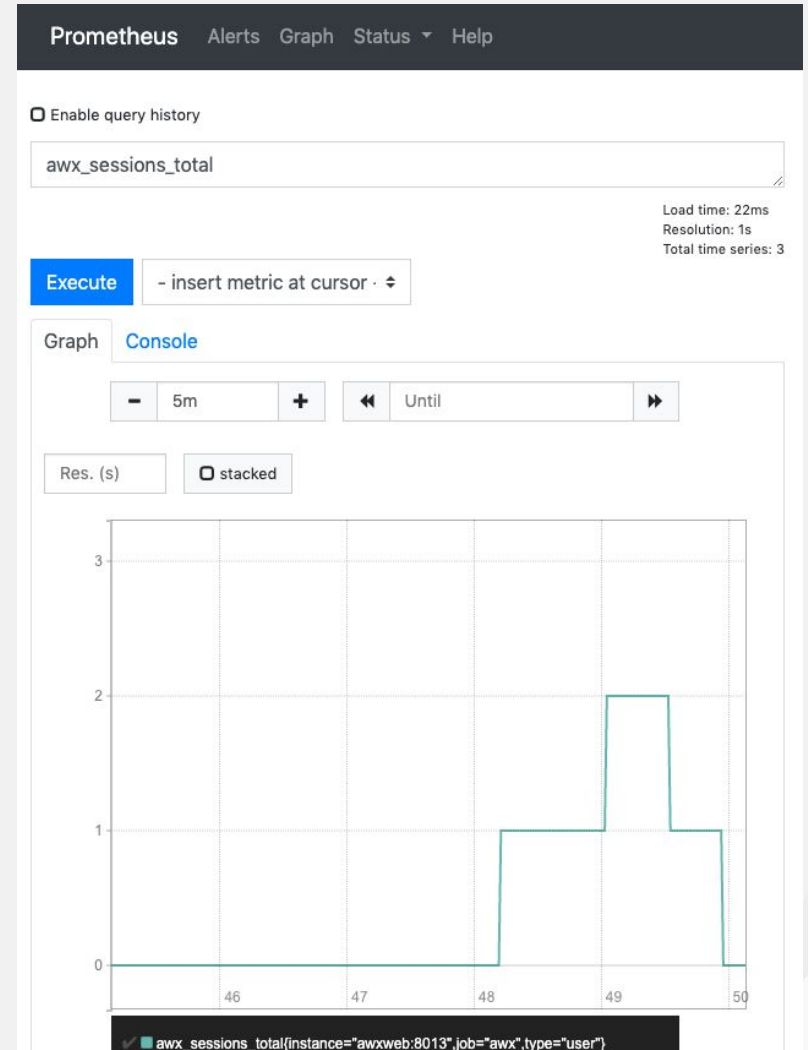 Prometheus Alerts Graph Status Help
Enable query history
awx_sessions_total
Load time: 22ms
Resolution: 1s
Total time series: 3
Execute - insert metric at cursor -
Graph Console
5m Until
Res. (s) stacked
3
2
1
0
46 47 48 49 50
awx_sessions_total{instance="awxweb:8013",job="awx",type="user"}